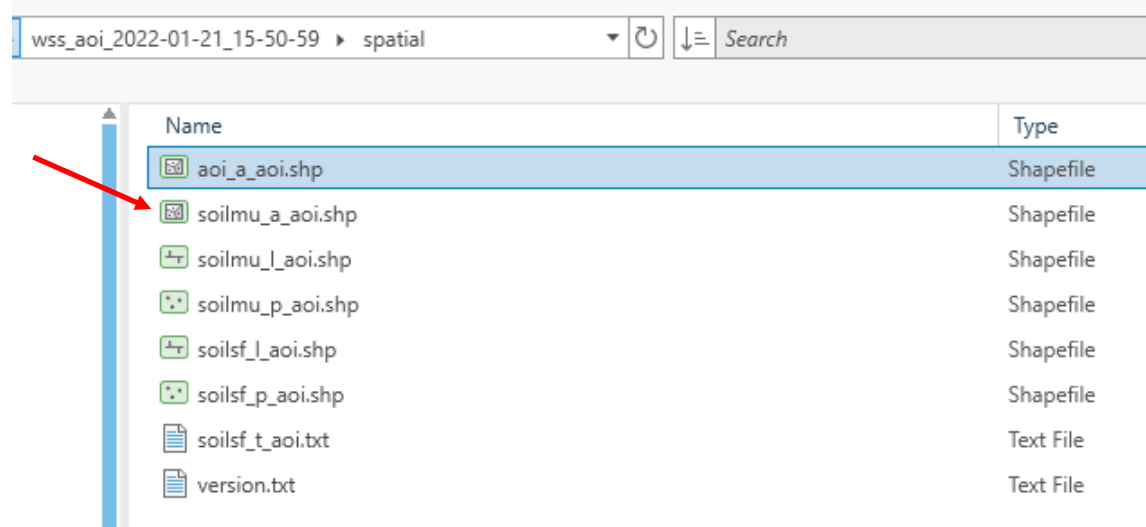 wss_aoi_2022-01-21_15-50-59 spatial Search
Name Type
aoi_a_aoi.shp Shapefile
soilmu_a_aoi.shp Shapefile
soilmu_l_aoi.shp Shapefile
soilmu_p_aoi.shp Shapefile
soilsf_l_aoi.shp Shapefile
soilsf_p_aoi.shp Shapefile
soilsf_t_aoi.txt Text File
version.txt Text File